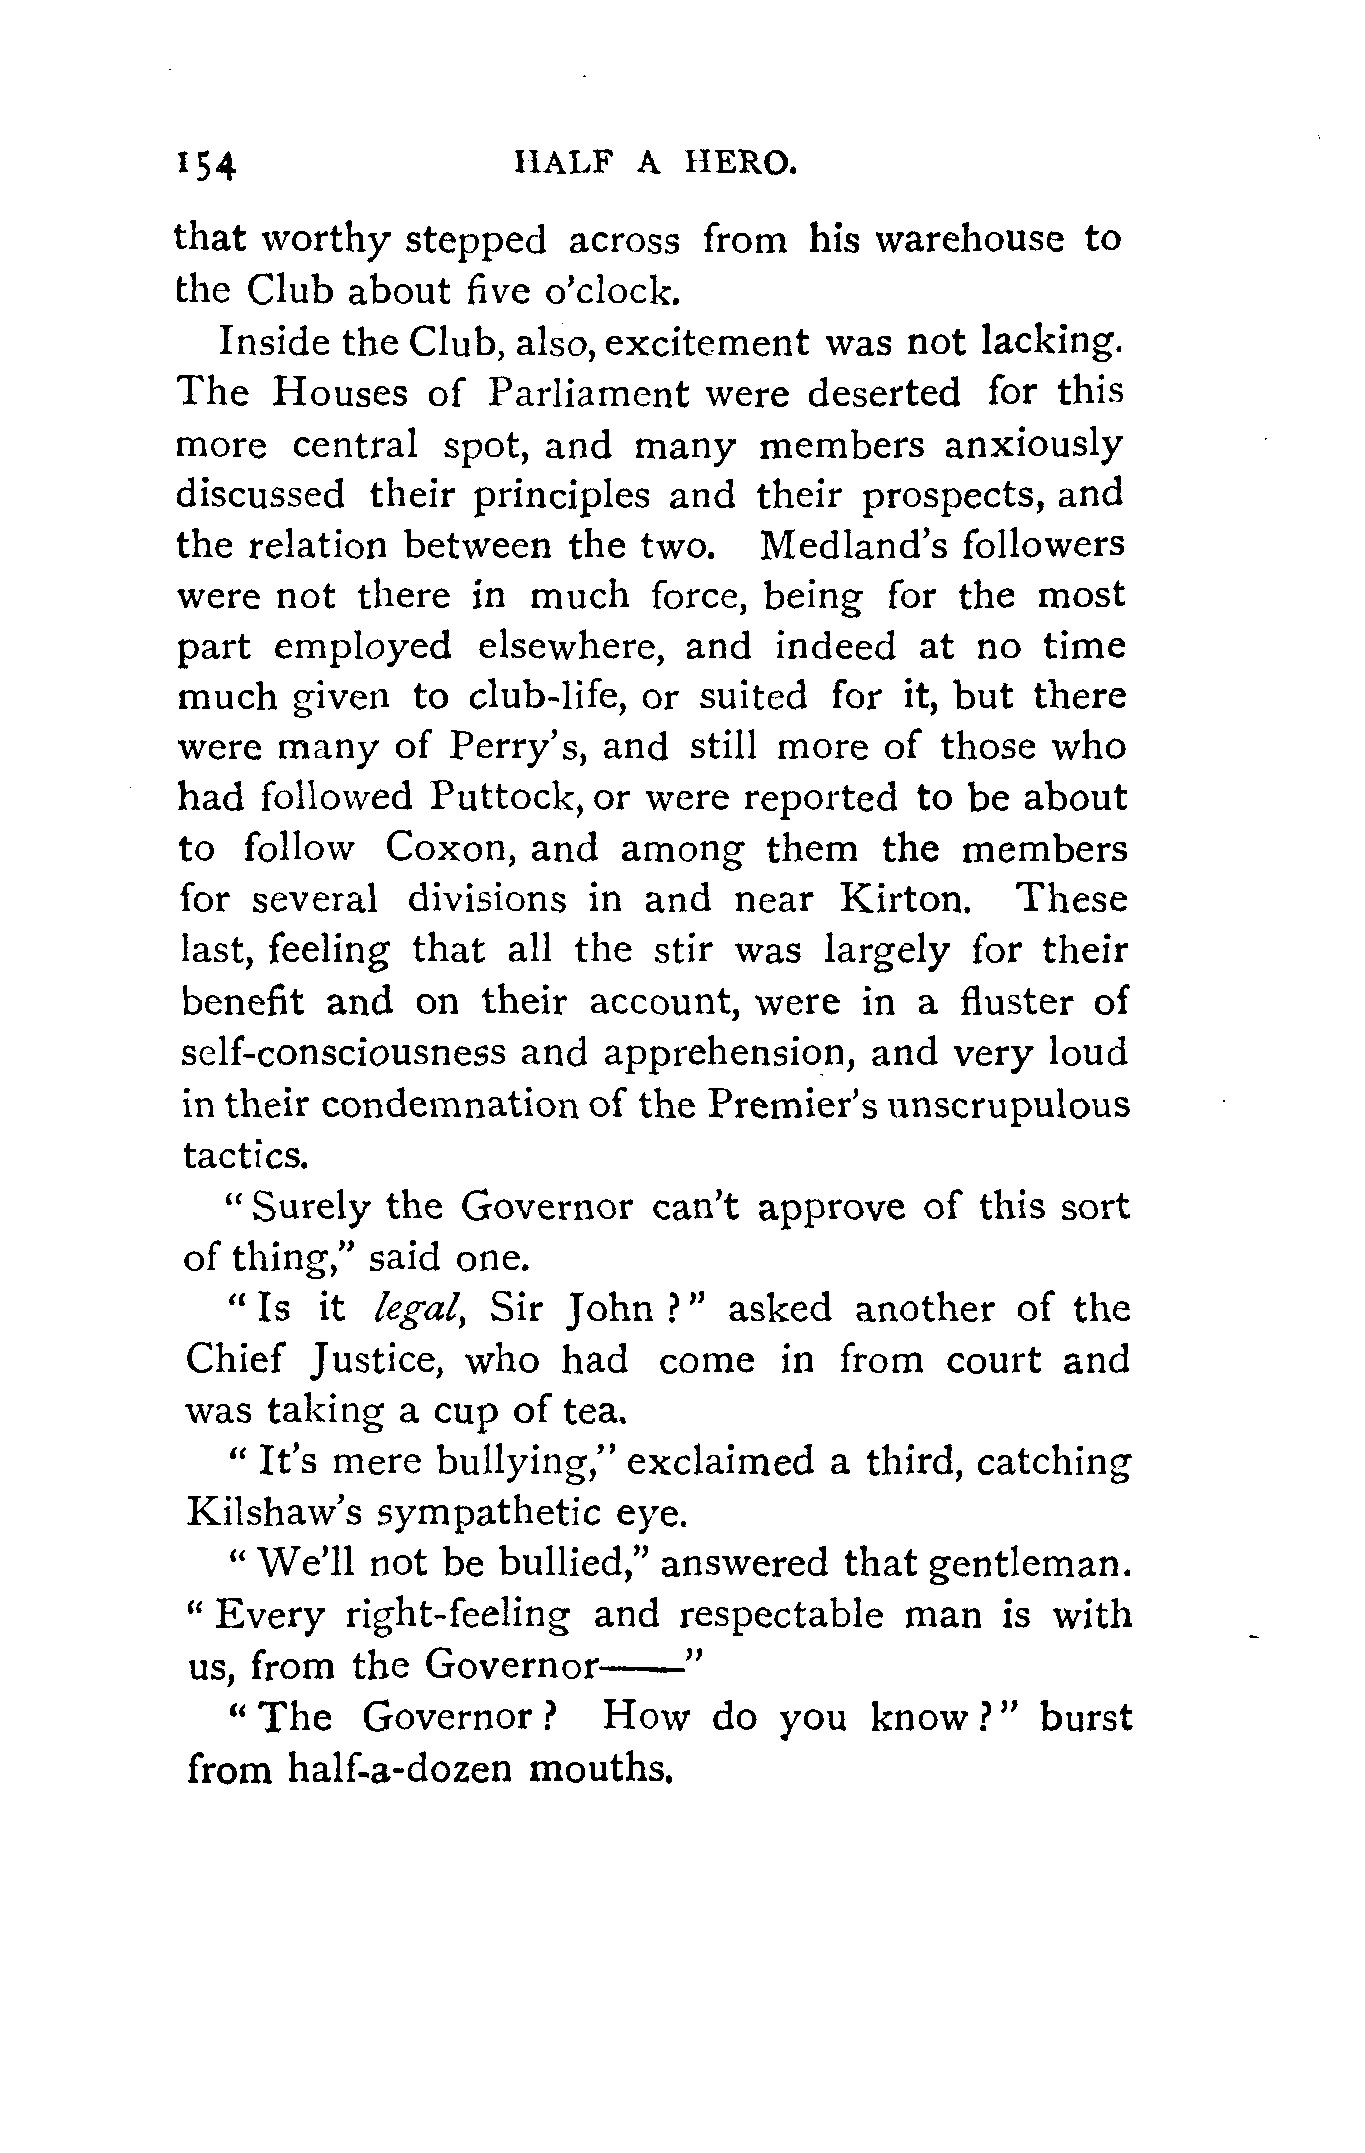 154 HALF A HERO.
that worthy stepped across from his warehouse to
the Club about five o'clock.
Inside the Club, also, excitement was not lacking.
The Houses of Parliament were deserted for this
more central spot, and many members anxiously
discussed their principles and their prospects, and
the relation between the two. Medland's followers
were not there in much force, being for the most
part employed elsewhere, and indeed at no time
much given to club-life, or suited for it, but there
were many of Perry's, and still more of those who
had followed Puttock, or were reported to be about
to follow Coxon, and among them the members
for several divisions in and near Kirton. These
last, feeling that all the stir was largely for their
benefit and on their account, were in a fluster of
self-consciousness and apprehension, and very loud
in their condemnation of the Premier's unscrupulous
tactics.
“ Surely the Governor can't approve of this sort
of thing,” said one.
“ Is it legal, Sir John ?” asked another of the
Chief Justice, who had come in from court and
was taking a cup of tea.
“ It's mere bullying,” exclaimed a third, catching
Kilshaw's sympathetic eye.
“ We'll not be bullied,” answered that gentleman.
“ Every right-feeling and respectable man is with
us, from the Governor——”
“ The Governor ? How do you know ?” burst
from half-a-dozen mouths.